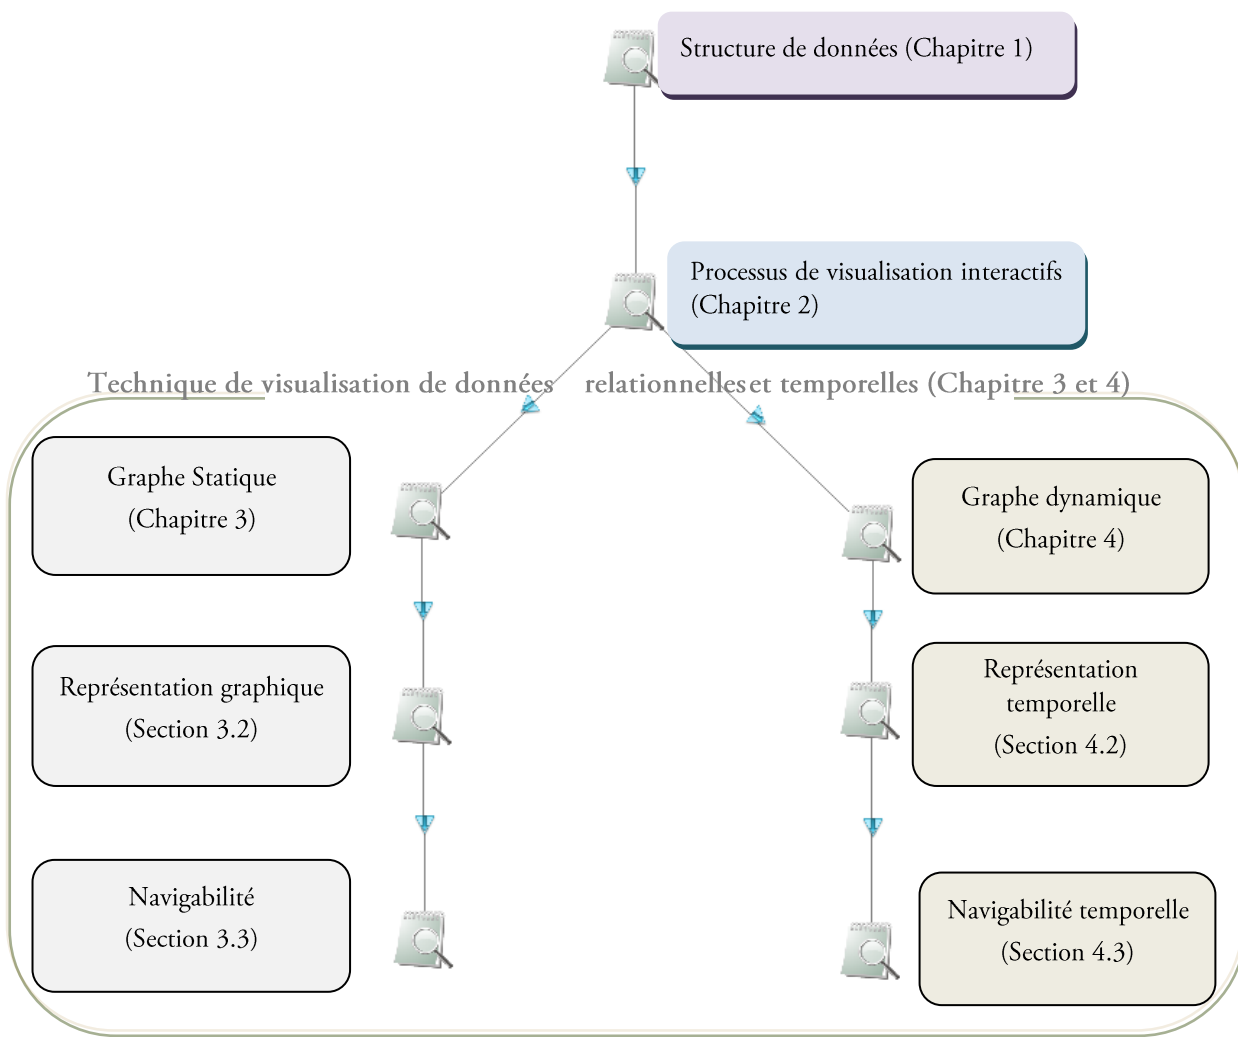 Structure de données (Chapitre 1)
Processus de visualisation interactifs
(Chapitre 2)
Technique de visualisation de données relationnelles et temporelles (Chapitre 3 et 4)
Graphe Statique
(Chapitre 3)
Représentation graphique
(Section 3.2)
Navigabilité
(Section 3.3)
Graphe dynamique
(Chapitre 4)
Représentation
temporelle
(Section 4.2)
Navigabilité temporelle
(Section 4.3)